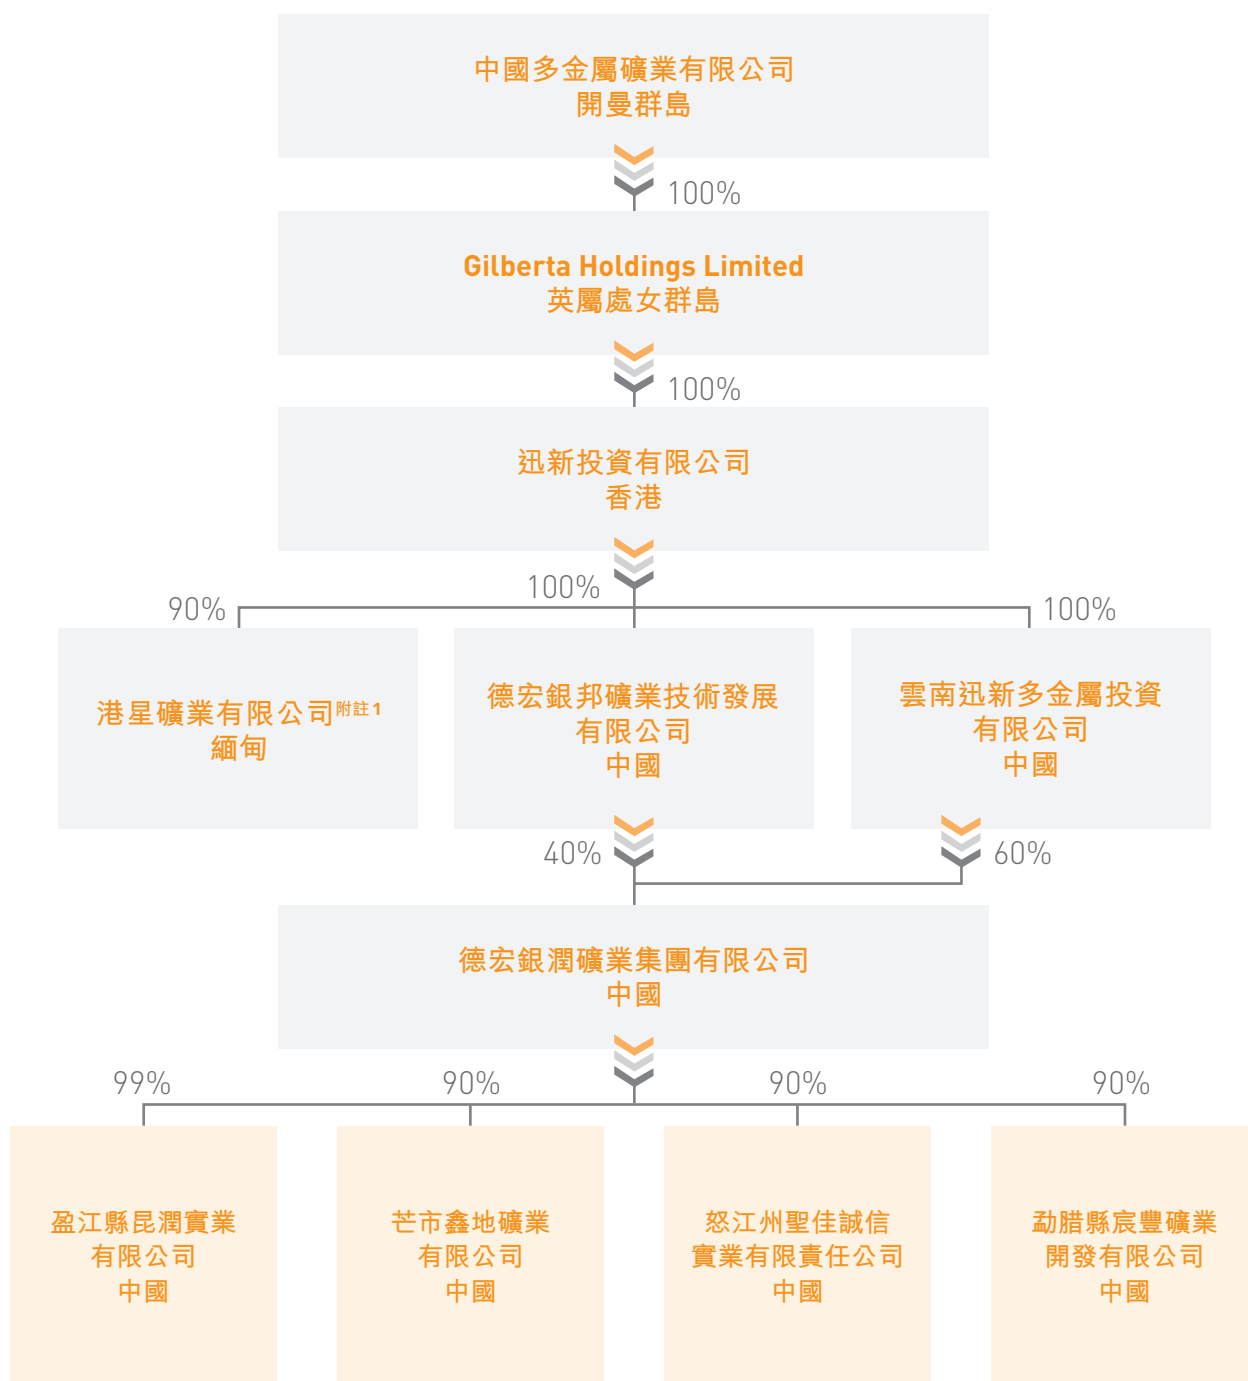 中國多金屬礦業有限公司
開曼群島
100%
Gilberta Holdings Limited
英屬處女群島
100%
迅新投資有限公司
香港
90%
100%
100%
港星礦業有限公司附註1
緬甸
德宏銀邦礦業技術發展
有限公司
中國
雲南迅新多金屬投資
有限公司
中國
40%
60%
德宏銀潤礦業集團有限公司
中國
99%
90%
90%
90%
盈江縣昆潤實業
有限公司
中國
芒市鑫地礦業
有限公司
中國
怒江州聖佳誠信
實業有限責任公司
中國
勐腊縣宸豐礦業
開發有限公司
中國